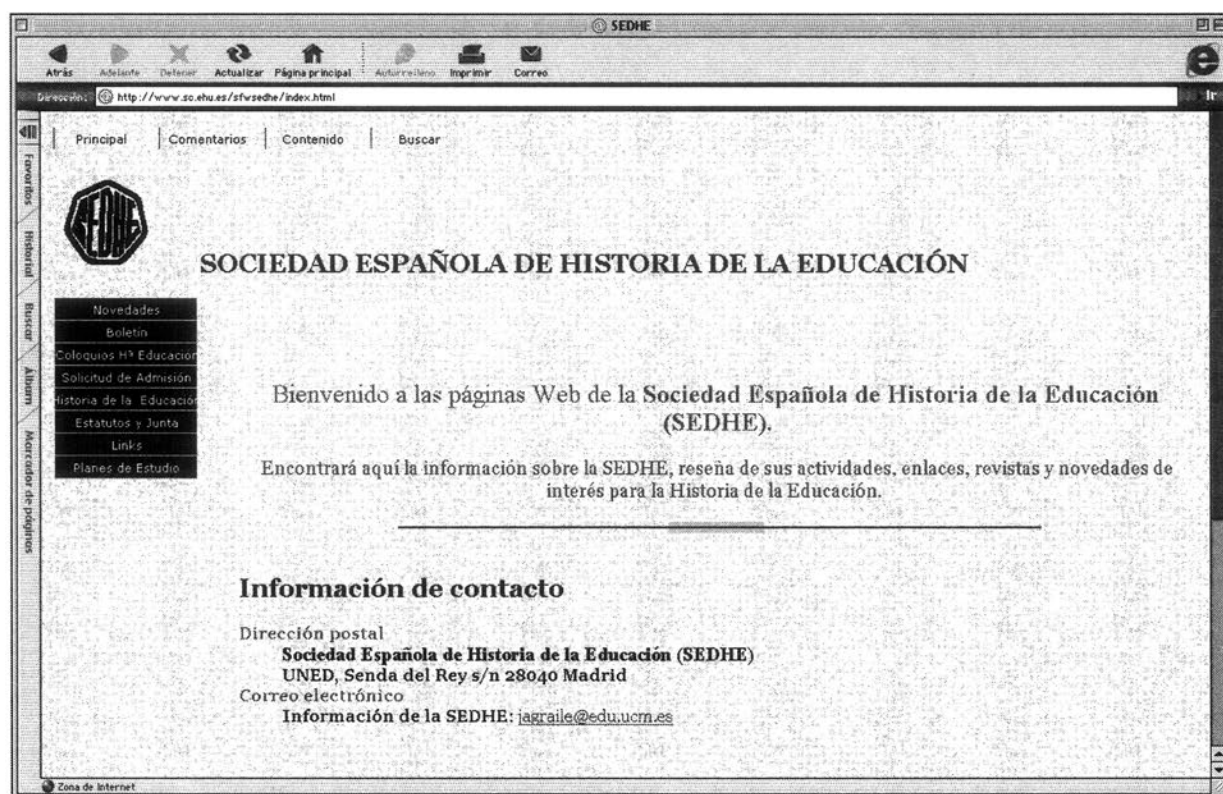 SEDHE
Atrás Adelante Detener Actualizar Página principal Autorrelleno Imprimir Correo
Dirección: http://www.sc.ehu.es/sfwsedhe/index.html Ir
Principal Comentarios Contenido Buscar
Favoritos
Historial
Buscar
Álbum
Marcador de páginas
SEDHE
SOCIEDAD ESPAÑOLA DE HISTORIA DE LA EDUCACIÓN
Novedades
Boletín
Coloquios Hª Educación
Solicitud de Admisión
Historia de la Educación
Estatutos y Junta
Links
Planes de Estudio
Bienvenido a las páginas Web de la Sociedad Española de Historia de la Educación
(SEDHE).
Encontrará aquí la información sobre la SEDHE, reseña de sus actividades, enlaces, revistas y novedades de
interés para la Historia de la Educación.
Información de contacto
Dirección postal
Sociedad Española de Historia de la Educación (SEDHE)
UNED, Senda del Rey s/n 28040 Madrid
Correo electrónico
Información de la SEDHE: jagraile@edu.ucm.es
Zona de Internet